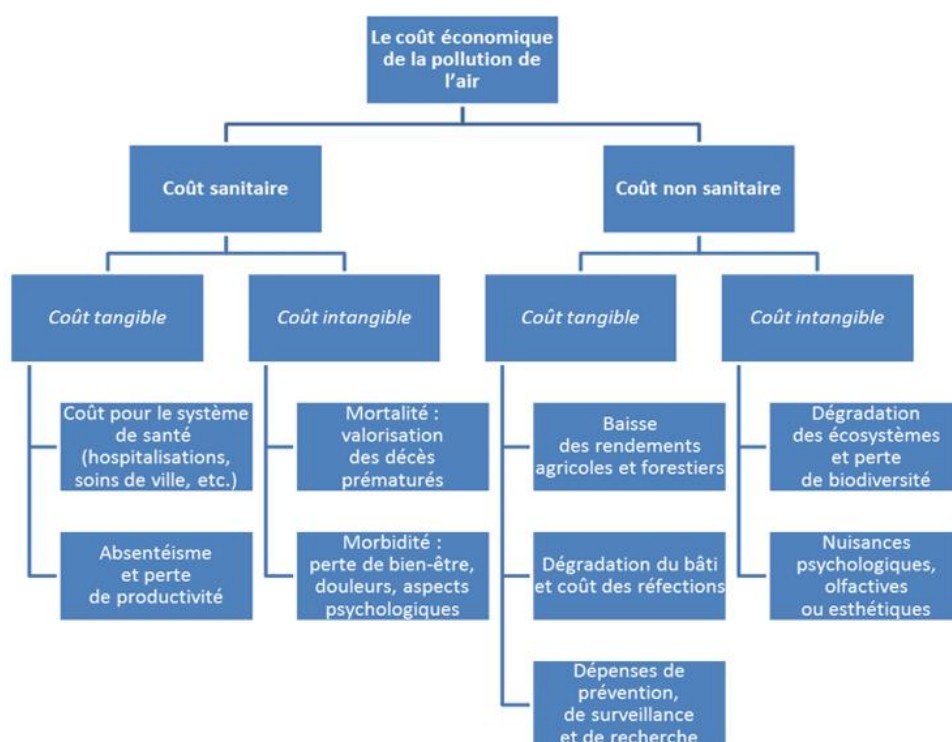 Le coût économique
de la pollution de
l’air
Coût sanitaire
Coût non sanitaire
Coût tangible
Coût intangible
Coût tangible
Coût intangible
Coût pour le système
de santé
(hospitalisations,
soins de ville, etc.)
Absentéisme
et perte
de productivité
Mortalité :
valorisation
des décès
prématurés
Morbidité :
perte de bien-être,
douleurs, aspects
psychologiques
Baisse
des rendements
agricoles et forestiers
Dégradation du bâti
et coût des réfections
Dépenses de
prévention,
de surveillance
et de recherche
Dégradation
des écosystèmes
et perte
de biodiversité
Nuisances
psychologiques,
olfactives
ou esthétiques